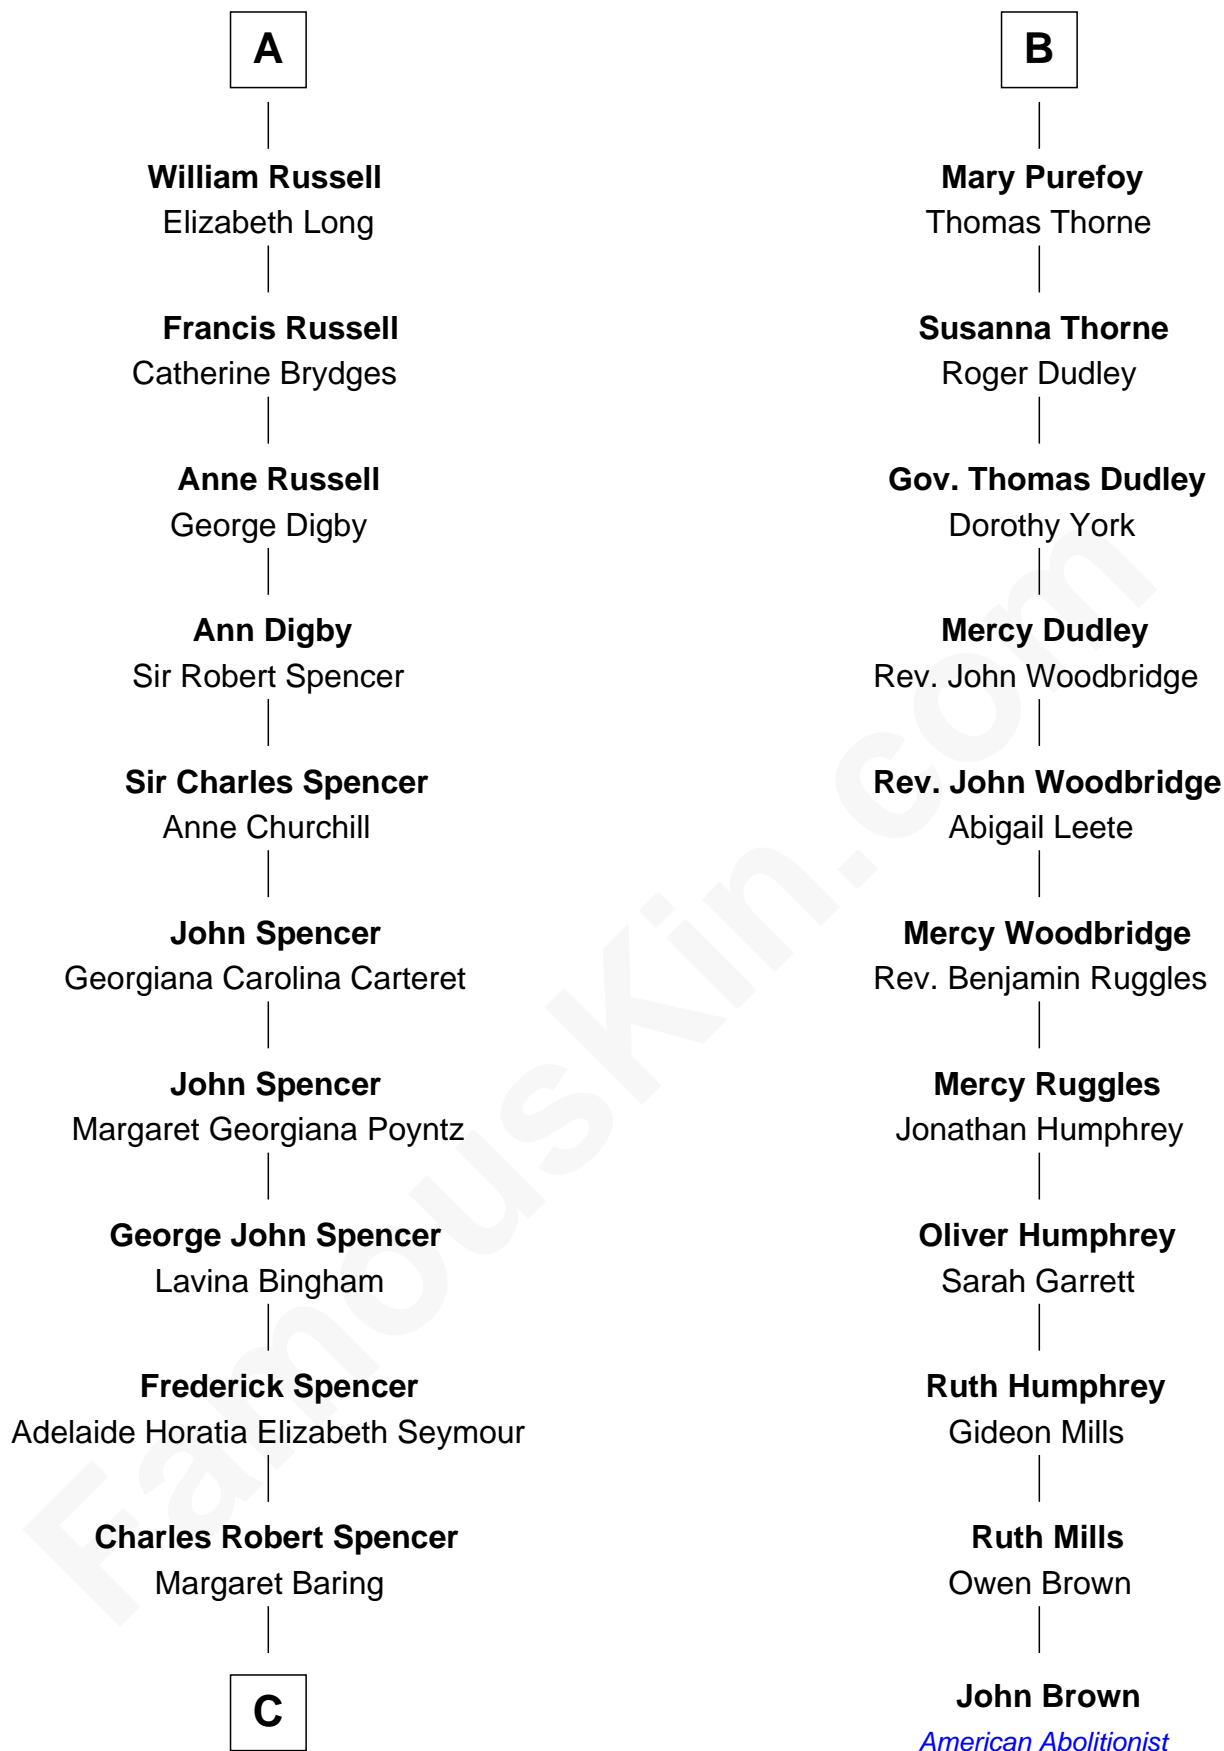 A
William Russell
Elizabeth Long
Francis Russell
Catherine Brydges
Anne Russell
George Digby
Ann Digby
Sir Robert Spencer
Sir Charles Spencer
Anne Churchill
John Spencer
Georgiana Carolina Carteret
John Spencer
Margaret Georgiana Poyntz
George John Spencer
Lavina Bingham
Frederick Spencer
Adelaide Horatia Elizabeth Seymour
Charles Robert Spencer
Margaret Baring
C
B
Mary Purefoy
Thomas Thorne
Susanna Thorne
Roger Dudley
Gov. Thomas Dudley
Dorothy York
Mercy Dudley
Rev. John Woodbridge
Rev. John Woodbridge
Abigail Leete
Mercy Woodbridge
Rev. Benjamin Ruggles
Mercy Ruggles
Jonathan Humphrey
Oliver Humphrey
Sarah Garrett
Ruth Humphrey
Gideon Mills
Ruth Mills
Owen Brown
John Brown
American Abolitionist
FamousKin.com